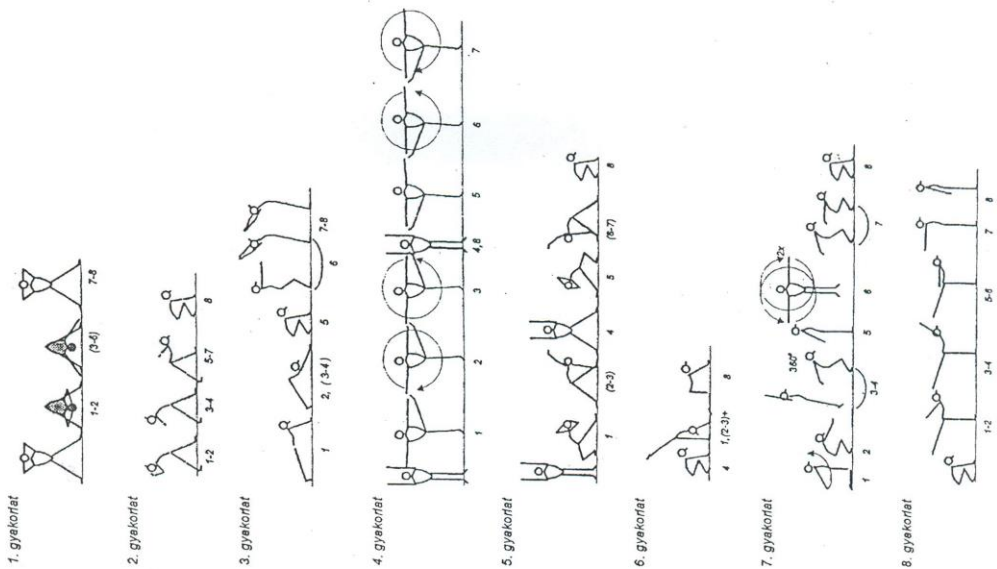 1. gyakorlat
1-2 (3-6) 7-8
2. gyakorlat
1-2 3-4 5-7 8
3. gyakorlat
1 2, (3-4) 5 6 7-8
4. gyakorlat
1 2 3 4,8 5 6 7
5. gyakorlat
1 (2-3) 4 5 (6-7) 8
6. gyakorlat
4 1,(2-3)+ 8
7. gyakorlat
360° 2x
1 2 3-4 5 6 7 8
8. gyakorlat
1-2 3-4 5-6 7 8